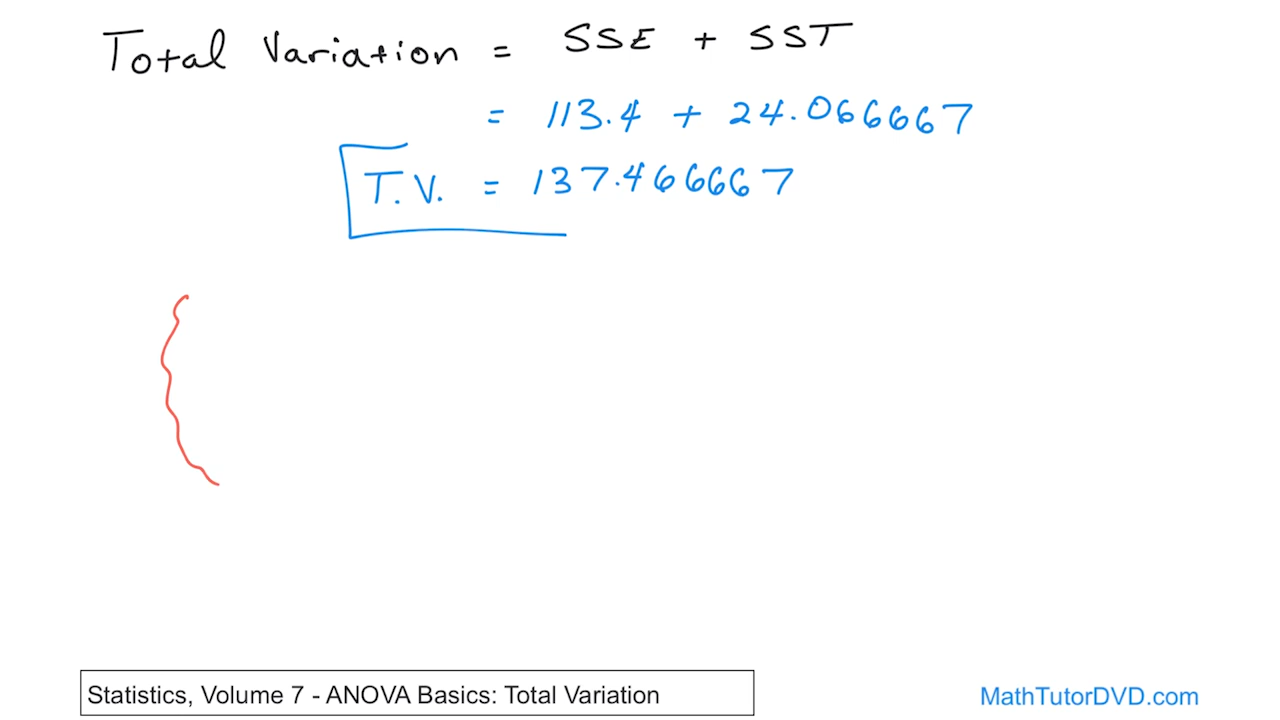 Total Variation = SSE + SST
= 113.4 + 24.066667
T.V. = 137.466667
Statistics, Volume 7 - ANOVA Basics: Total Variation
MathTutorDVD.com